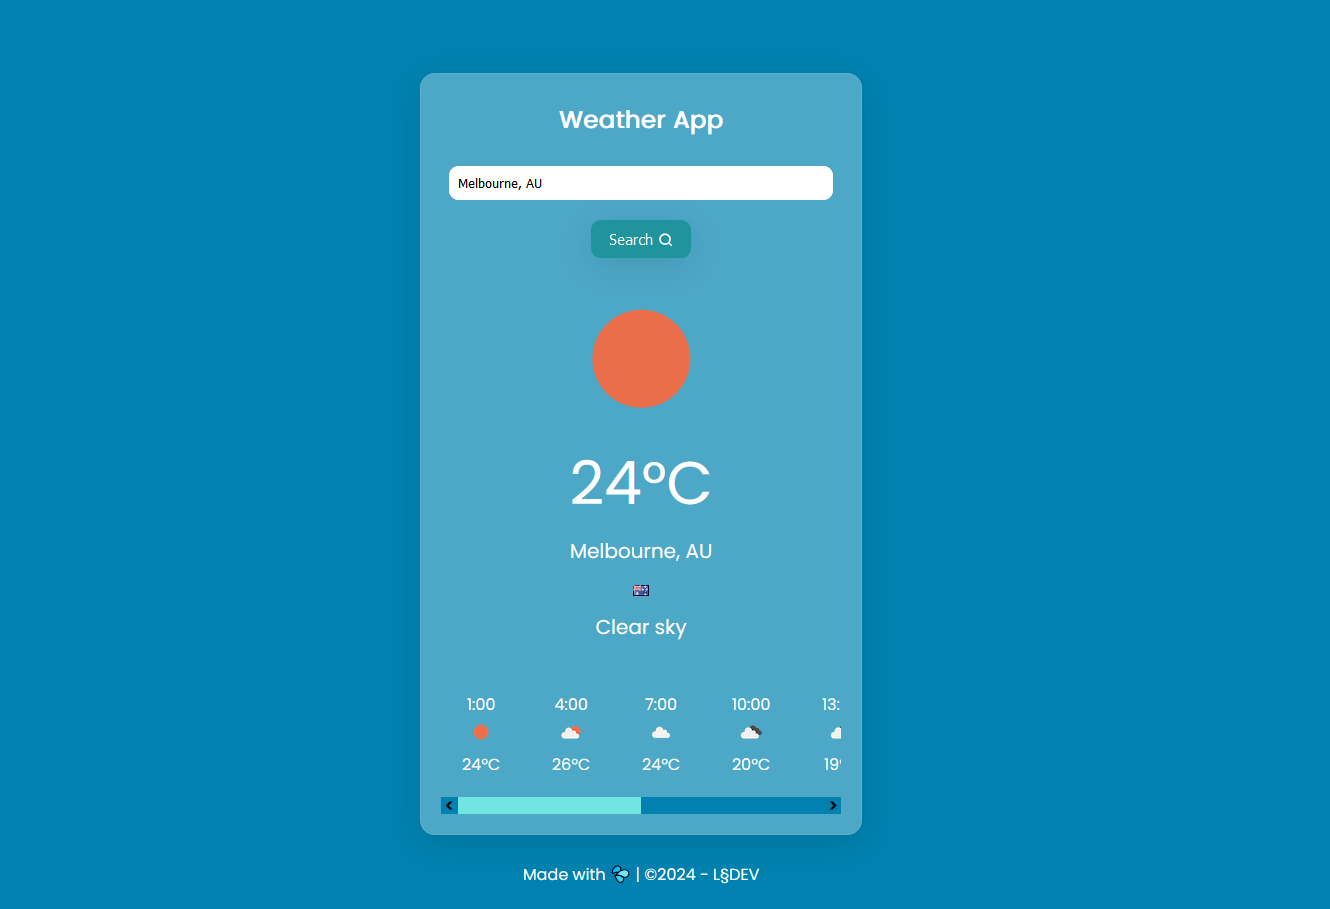 Weather App
Melbourne, AU
Search
24°C
Melbourne, AU
Clear sky
1:00 4:00 7:00 10:00 13:
24°C 26°C 24°C 20°C 19°
Made with | ©2024 - L§DEV